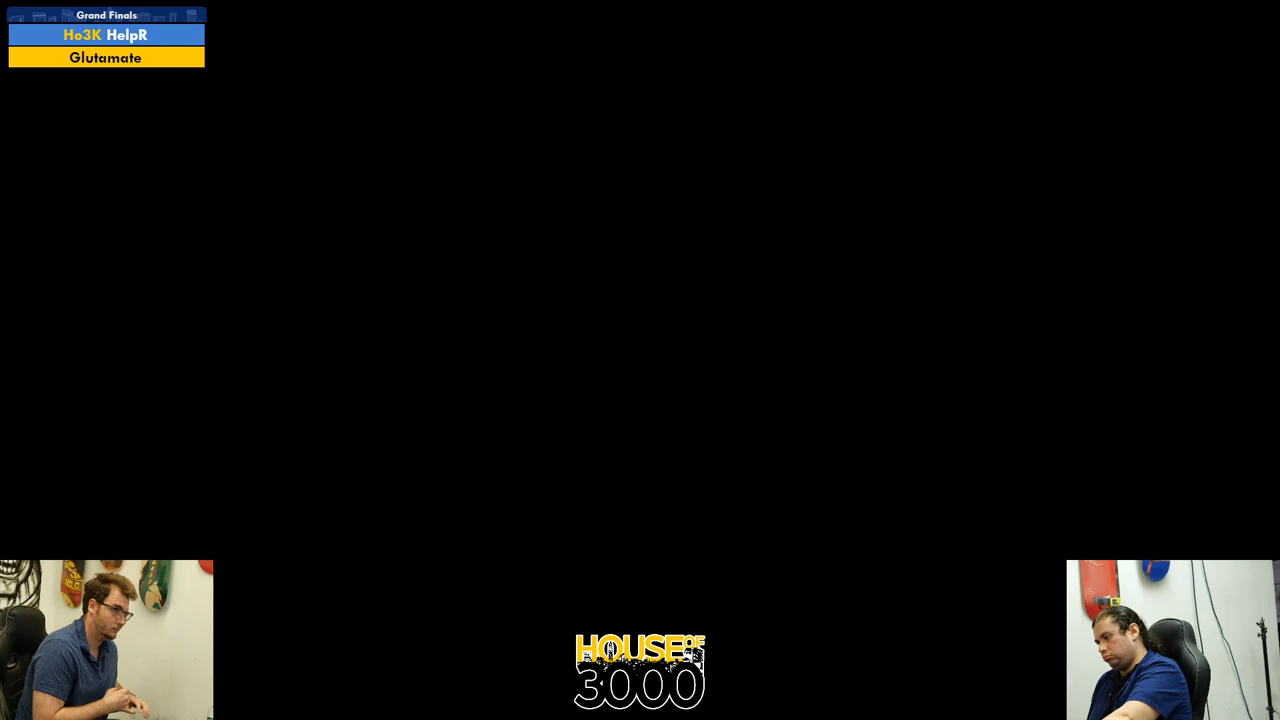 Grand Finals
Ho3K HelpR
Glutamate
HOUSE OF
3000